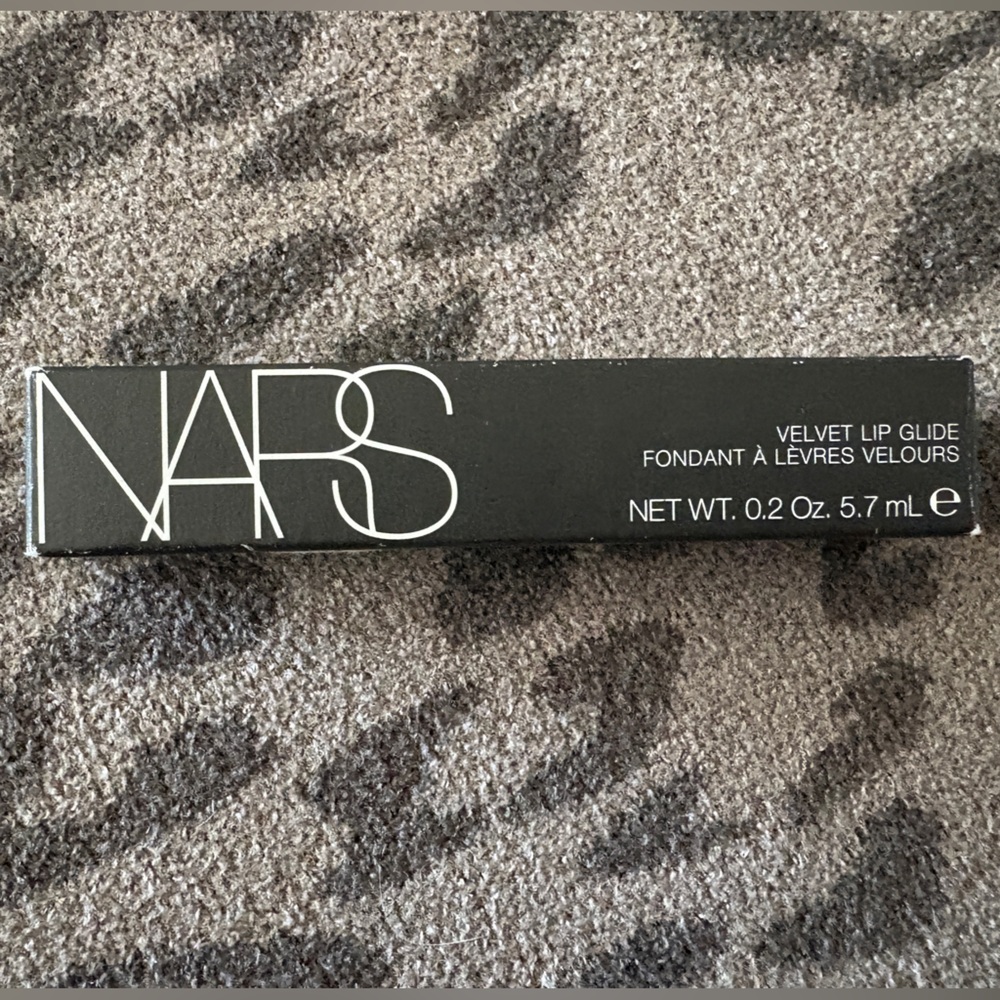 NARS
VELVET LIP GLIDE
FONDANT À LÈVRES VELOURS
NET WT. 0.2 Oz. 5.7 mL ℮